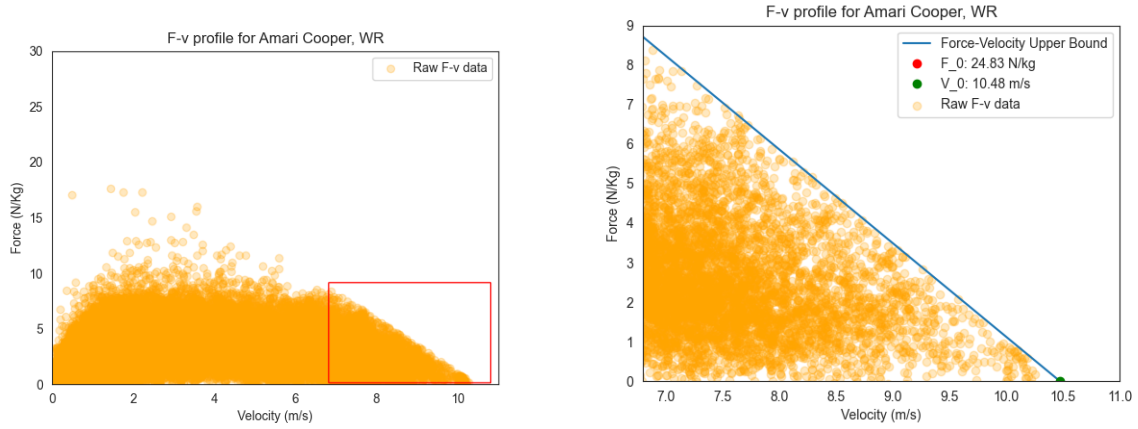 F-v profile for Amari Cooper, WR
30
25
20
15
10
5
0
Force (N/Kg)
Raw F-v data
0 2 4 6 8 10
Velocity (m/s)
F-v profile for Amari Cooper, WR
9
8
7
6
5
4
3
2
1
0
Force (N/Kg)
Force-Velocity Upper Bound
F_0: 24.83 N/kg
V_0: 10.48 m/s
Raw F-v data
7.0 7.5 8.0 8.5 9.0 9.5 10.0 10.5 11.0
Velocity (m/s)